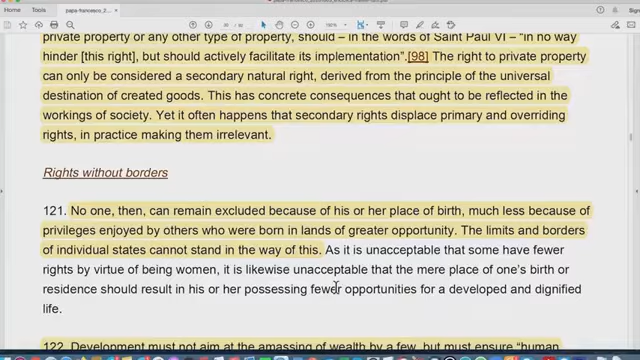 papa-francesco_2...
Home
Tools
private property or any other type of property, should – in the words of Saint Paul VI – “in no way
hinder [this right], but should actively facilitate its implementation”.[98] The right to private property
can only be considered a secondary natural right, derived from the principle of the universal
destination of created goods. This has concrete consequences that ought to be reflected in the
workings of society. Yet it often happens that secondary rights displace primary and overriding
rights, in practice making them irrelevant.
Rights without borders
121. No one, then, can remain excluded because of his or her place of birth, much less because of
privileges enjoyed by others who were born in lands of greater opportunity. The limits and borders
of individual states cannot stand in the way of this. As it is unacceptable that some have fewer
rights by virtue of being women, it is likewise unacceptable that the mere place of one’s birth or
residence should result in his or her possessing fewer opportunities for a developed and dignified
life.
122. Development must not aim at the amassing of wealth by a few, but must ensure “human